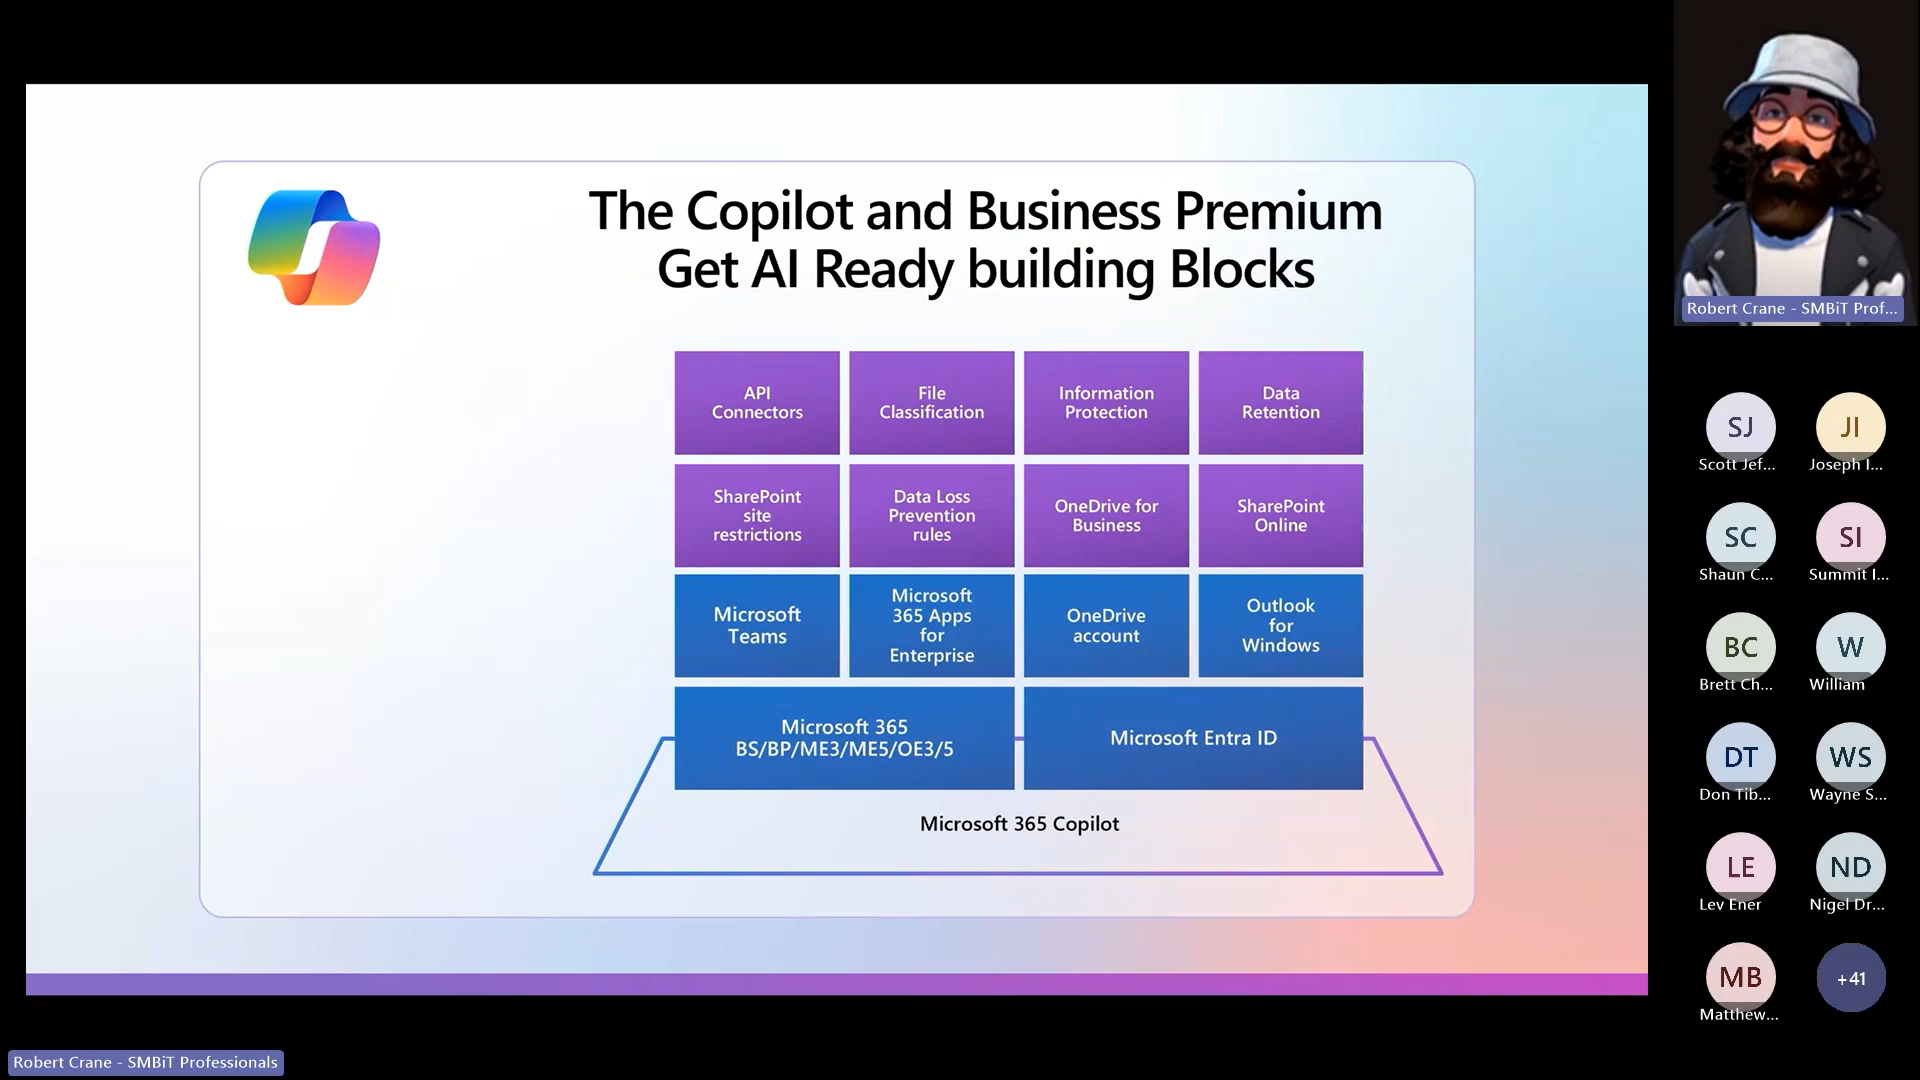 The Copilot and Business Premium
Get AI Ready building Blocks
API
Connectors
File
Classification
Information
Protection
Data
Retention
SharePoint
site
restrictions
Data Loss
Prevention
rules
OneDrive for
Business
SharePoint
Online
Microsoft
Teams
Microsoft
365 Apps
for
Enterprise
OneDrive
account
Outlook
for
Windows
Microsoft 365
BS/BP/ME3/ME5/OE3/5
Microsoft Entra ID
Microsoft 365 Copilot
Robert Crane - SMBiT Prof...
SJ
Scott Jef...
JI
Joseph I...
SC
Shaun C...
SI
Summit I...
BC
Brett Ch...
W
William
DT
Don Tib...
WS
Wayne S...
LE
Lev Ener
ND
Nigel Dr...
MB
Matthew...
+41
Robert Crane - SMBiT Professionals